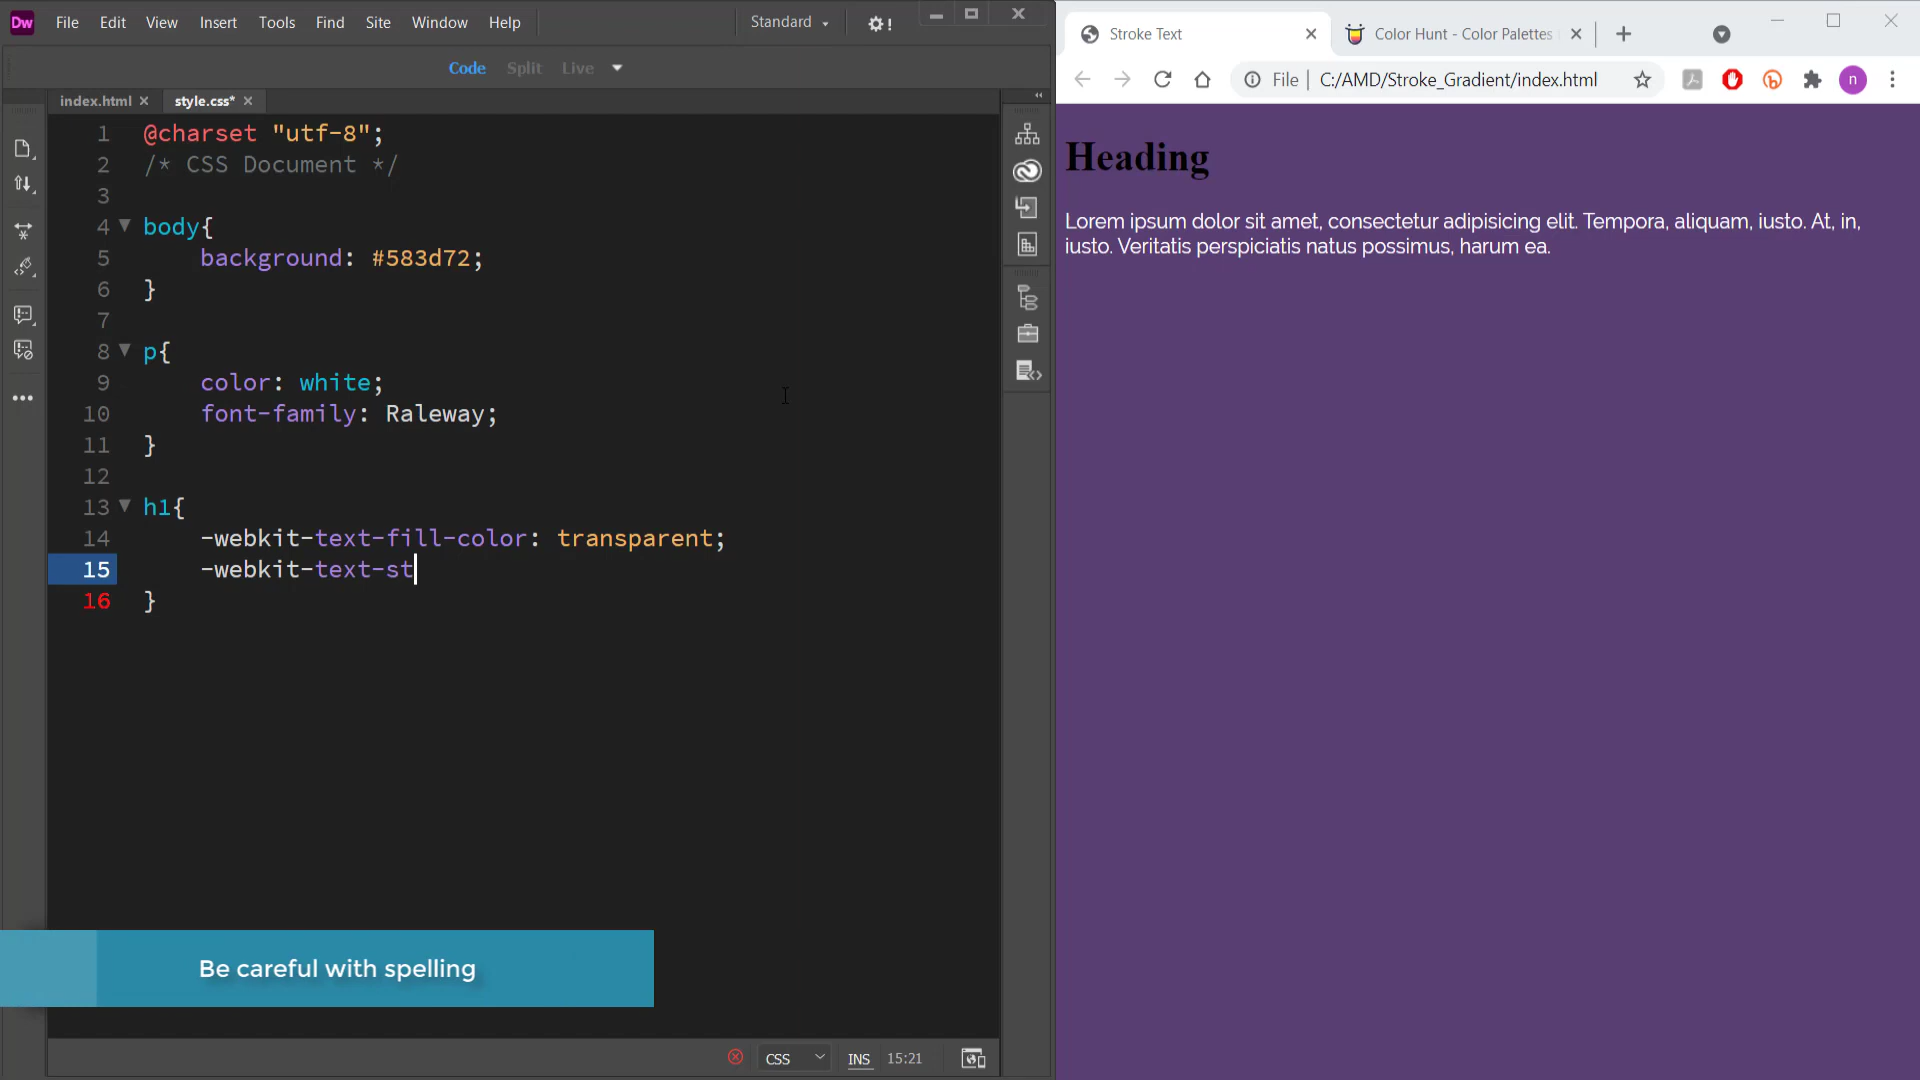 Dw File Edit View Insert Tools Find Site Window Help
Standard
Code Split Live
index.html style.css*
1 @charset "utf-8";
2 /* CSS Document */
3
4 body{
5 background: #583d72;
6 }
7
8 p{
9 color: white;
10 font-family: Raleway;
11 }
12
13 h1{
14 -webkit-text-fill-color: transparent;
15 -webkit-text-st
16 }
Be careful with spelling
CSS INS 15:21
Stroke Text Color Hunt - Color Palettes
File C:/AMD/Stroke_Gradient/index.html n
Heading
Lorem ipsum dolor sit amet, consectetur adipisicing elit. Tempora, aliquam, iusto. At, in,
iusto. Veritatis perspiciatis natus possimus, harum ea.